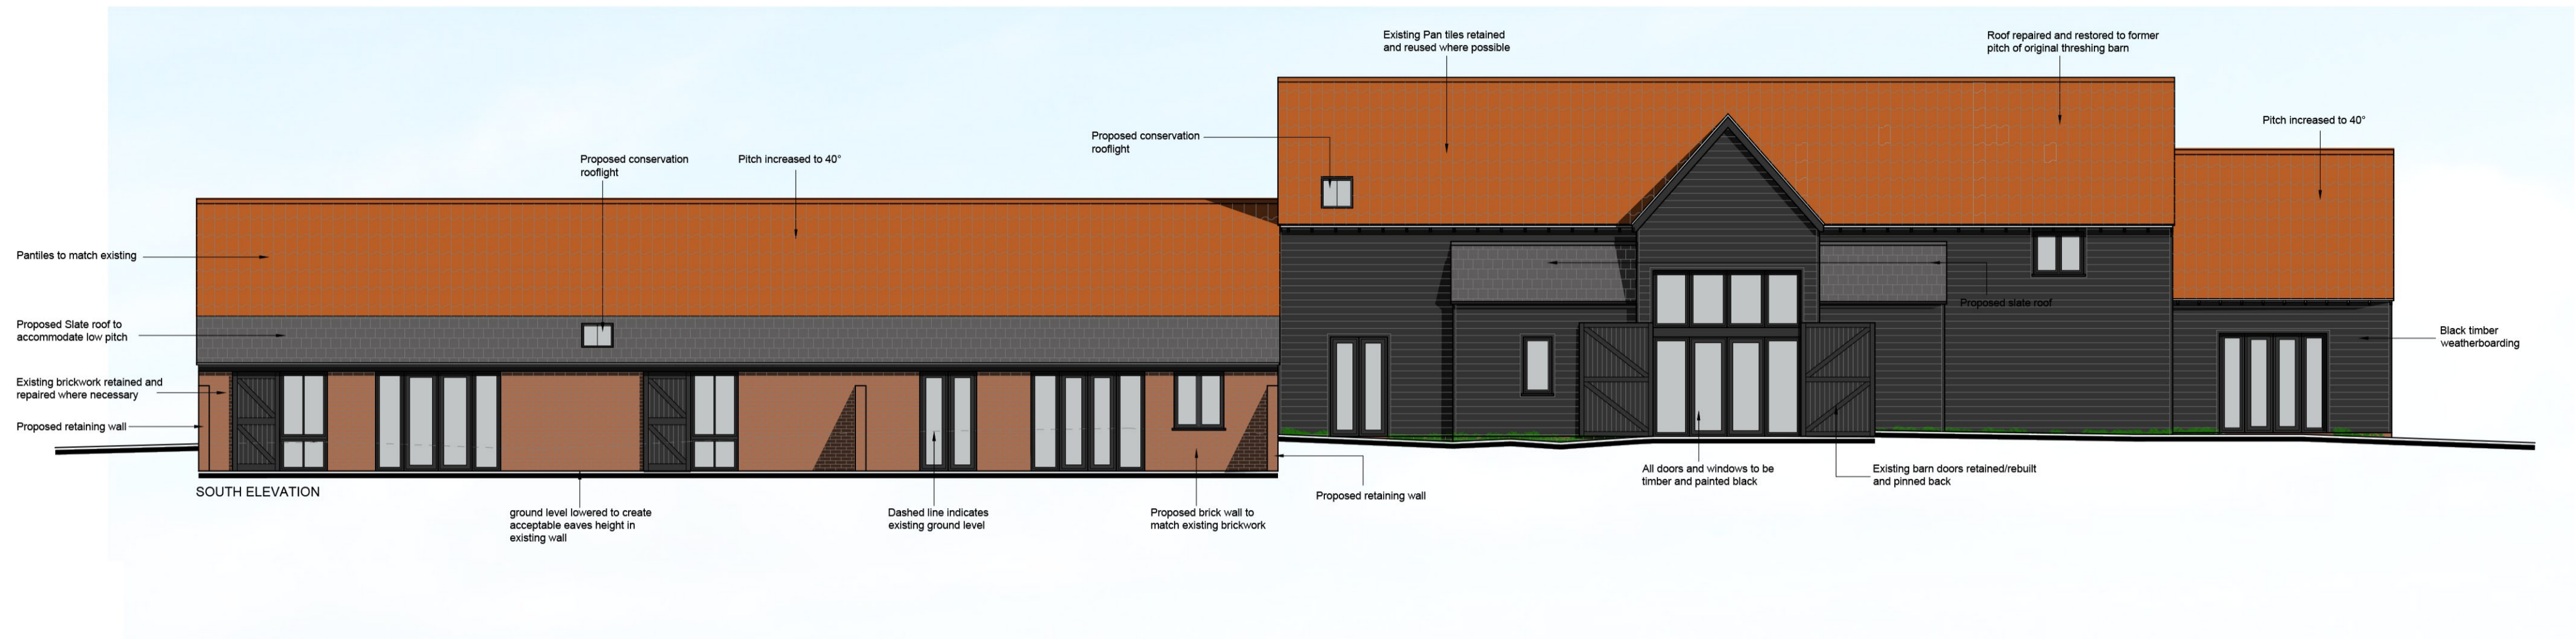 Existing Pan tiles retained
and reused where possible
Roof repaired and restored to former
pitch of original threshing barn
Pitch increased to 40°
Proposed conservation
rooflight
Proposed conservation
rooflight
Pitch increased to 40°
Pantiles to match existing
Proposed slate roof
Proposed Slate roof to
accommodate low pitch
Black timber
weatherboarding
Existing brickwork retained and
repaired where necessary
Proposed retaining wall
All doors and windows to be
timber and painted black
Existing barn doors retained/rebuilt
and pinned back
SOUTH ELEVATION
Proposed retaining wall
ground level lowered to create
acceptable eaves height in
existing wall
Dashed line indicates
existing ground level
Proposed brick wall to
match existing brickwork